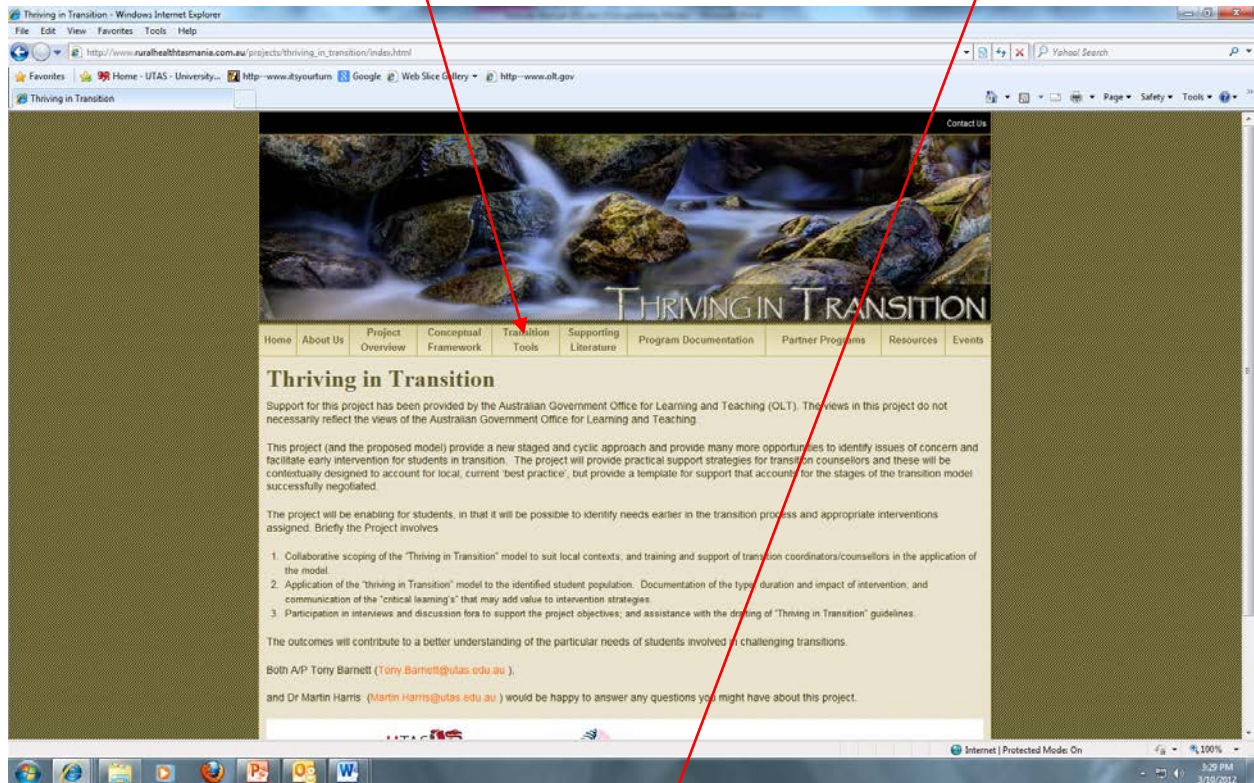 Thriving in Transition - Windows Internet Explorer
File Edit View Favorites Tools Help
http://www.ruralhealthtasmania.com.au/projects/thriving_in_transition/index.html
Yahoo! Search
Favorites Home - UTAS - University... http--www.itsyourturn Google Web Slice Gallery http--www.olt.gov
Thriving in Transition
Page Safety Tools
Contact Us
THRIVING IN TRANSITION
Home About Us Project Overview Conceptual Framework Transition Tools Supporting Literature Program Documentation Partner Programs Resources Events
Thriving in Transition
Support for this project has been provided by the Australian Government Office for Learning and Teaching (OLT). The views in this project do not
necessarily reflect the views of the Australian Government Office for Learning and Teaching.
This project (and the proposed model) provide a new staged and cyclic approach and provide many more opportunities to identify issues of concern and
facilitate early intervention for students in transition. The project will provide practical support strategies for transition counsellors and these will be
contextually designed to account for local, current 'best practice', but provide a template for support that accounts for the stages of the transition model
successfully negotiated.
The project will be enabling for students, in that it will be possible to identify needs earlier in the transition process and appropriate interventions
assigned. Briefly the Project involves
1. Collaborative scoping of the "Thriving in Transition" model to suit local contexts; and training and support of transition coordinators/counsellors in the application of
the model.
2. Application of the "thriving in Transition" model to the identified student population. Documentation of the type, duration and impact of intervention; and
communication of the "critical learning's" that may add value to intervention strategies.
3. Participation in interviews and discussion fora to support the project objectives; and assistance with the drafting of "Thriving in Transition" guidelines.
The outcomes will contribute to a better understanding of the particular needs of students involved in challenging transitions.
Both A/P Tony Barnett (Tony.Barnett@utas.edu.au ),
and Dr Martin Harris (Martin.Harris@utas.edu.au ) would be happy to answer any questions you might have about this project.
UTAS
Internet | Protected Mode: On 100%
3:29 PM
3/10/2012